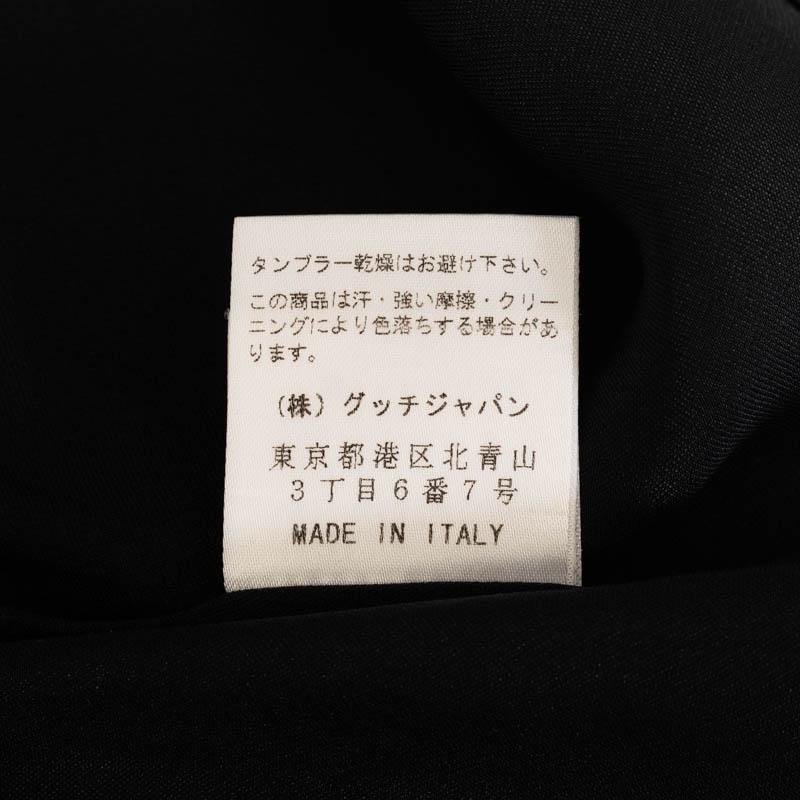 タンブラー乾燥はお避け下さい。
この商品は汗・強い摩擦・クリー
ニングにより色落ちする場合があ
ります。
（株）グッチジャパン
東京都港区北青山
３丁目６番７号
MADE IN ITALY